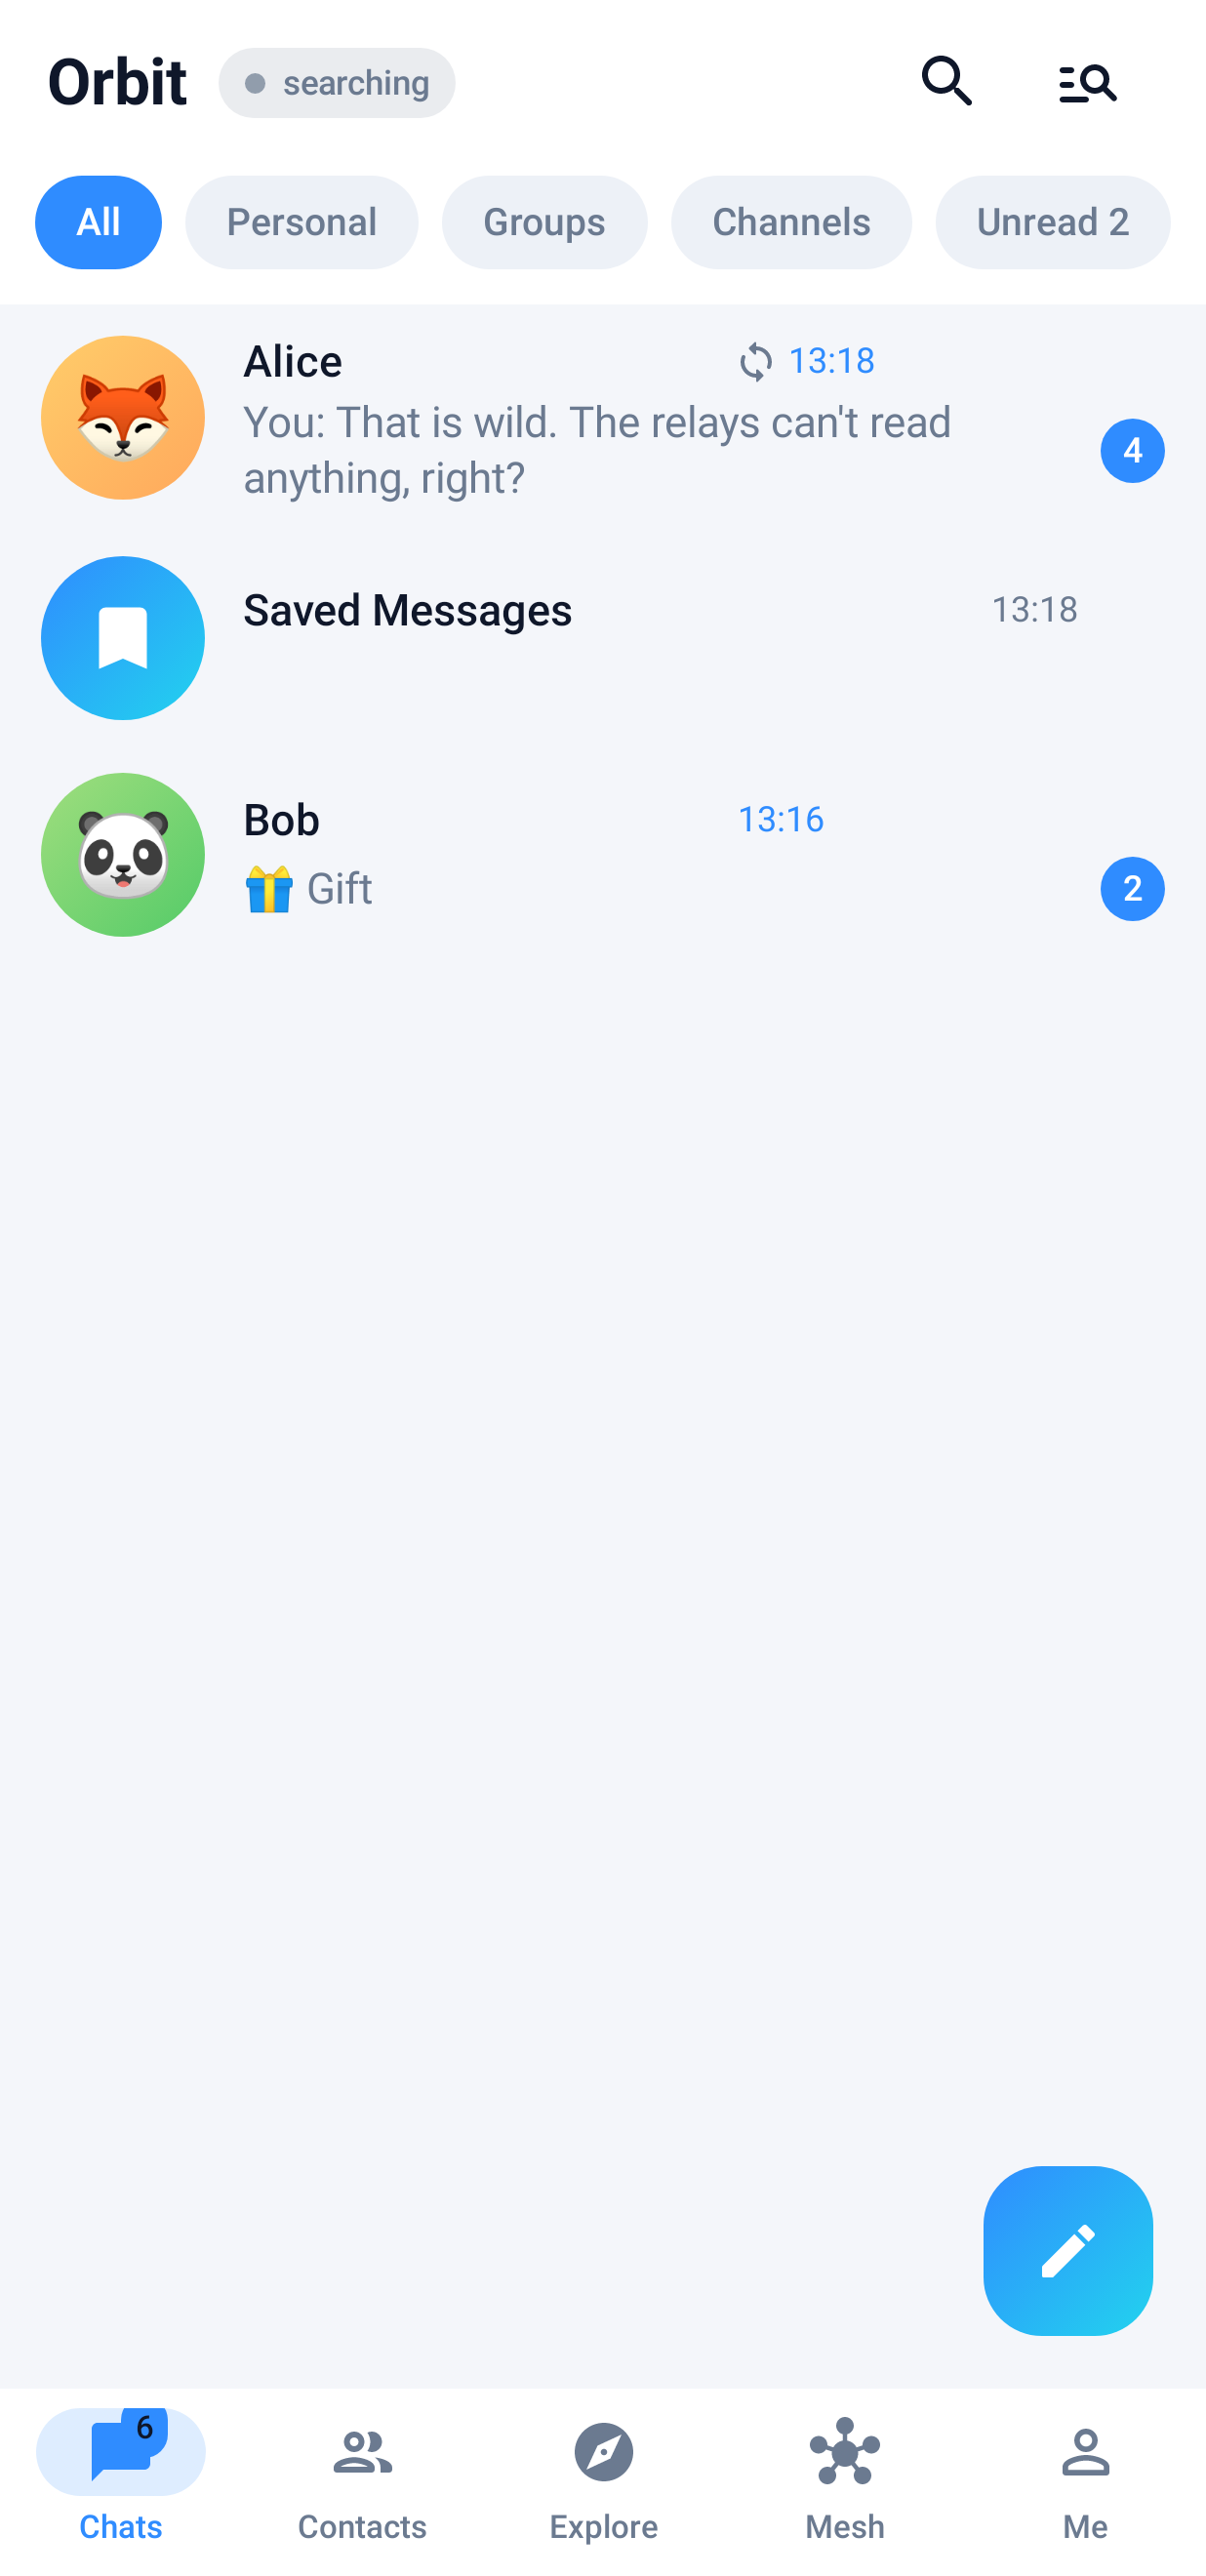 Orbit
searching
All
Personal
Groups
Channels
Unread 2
Alice
13:18
You: That is wild. The relays can't read
anything, right?
4
Saved Messages
13:18
Bob
13:16
🎁 Gift
2
6
Chats
Contacts
Explore
Mesh
Me